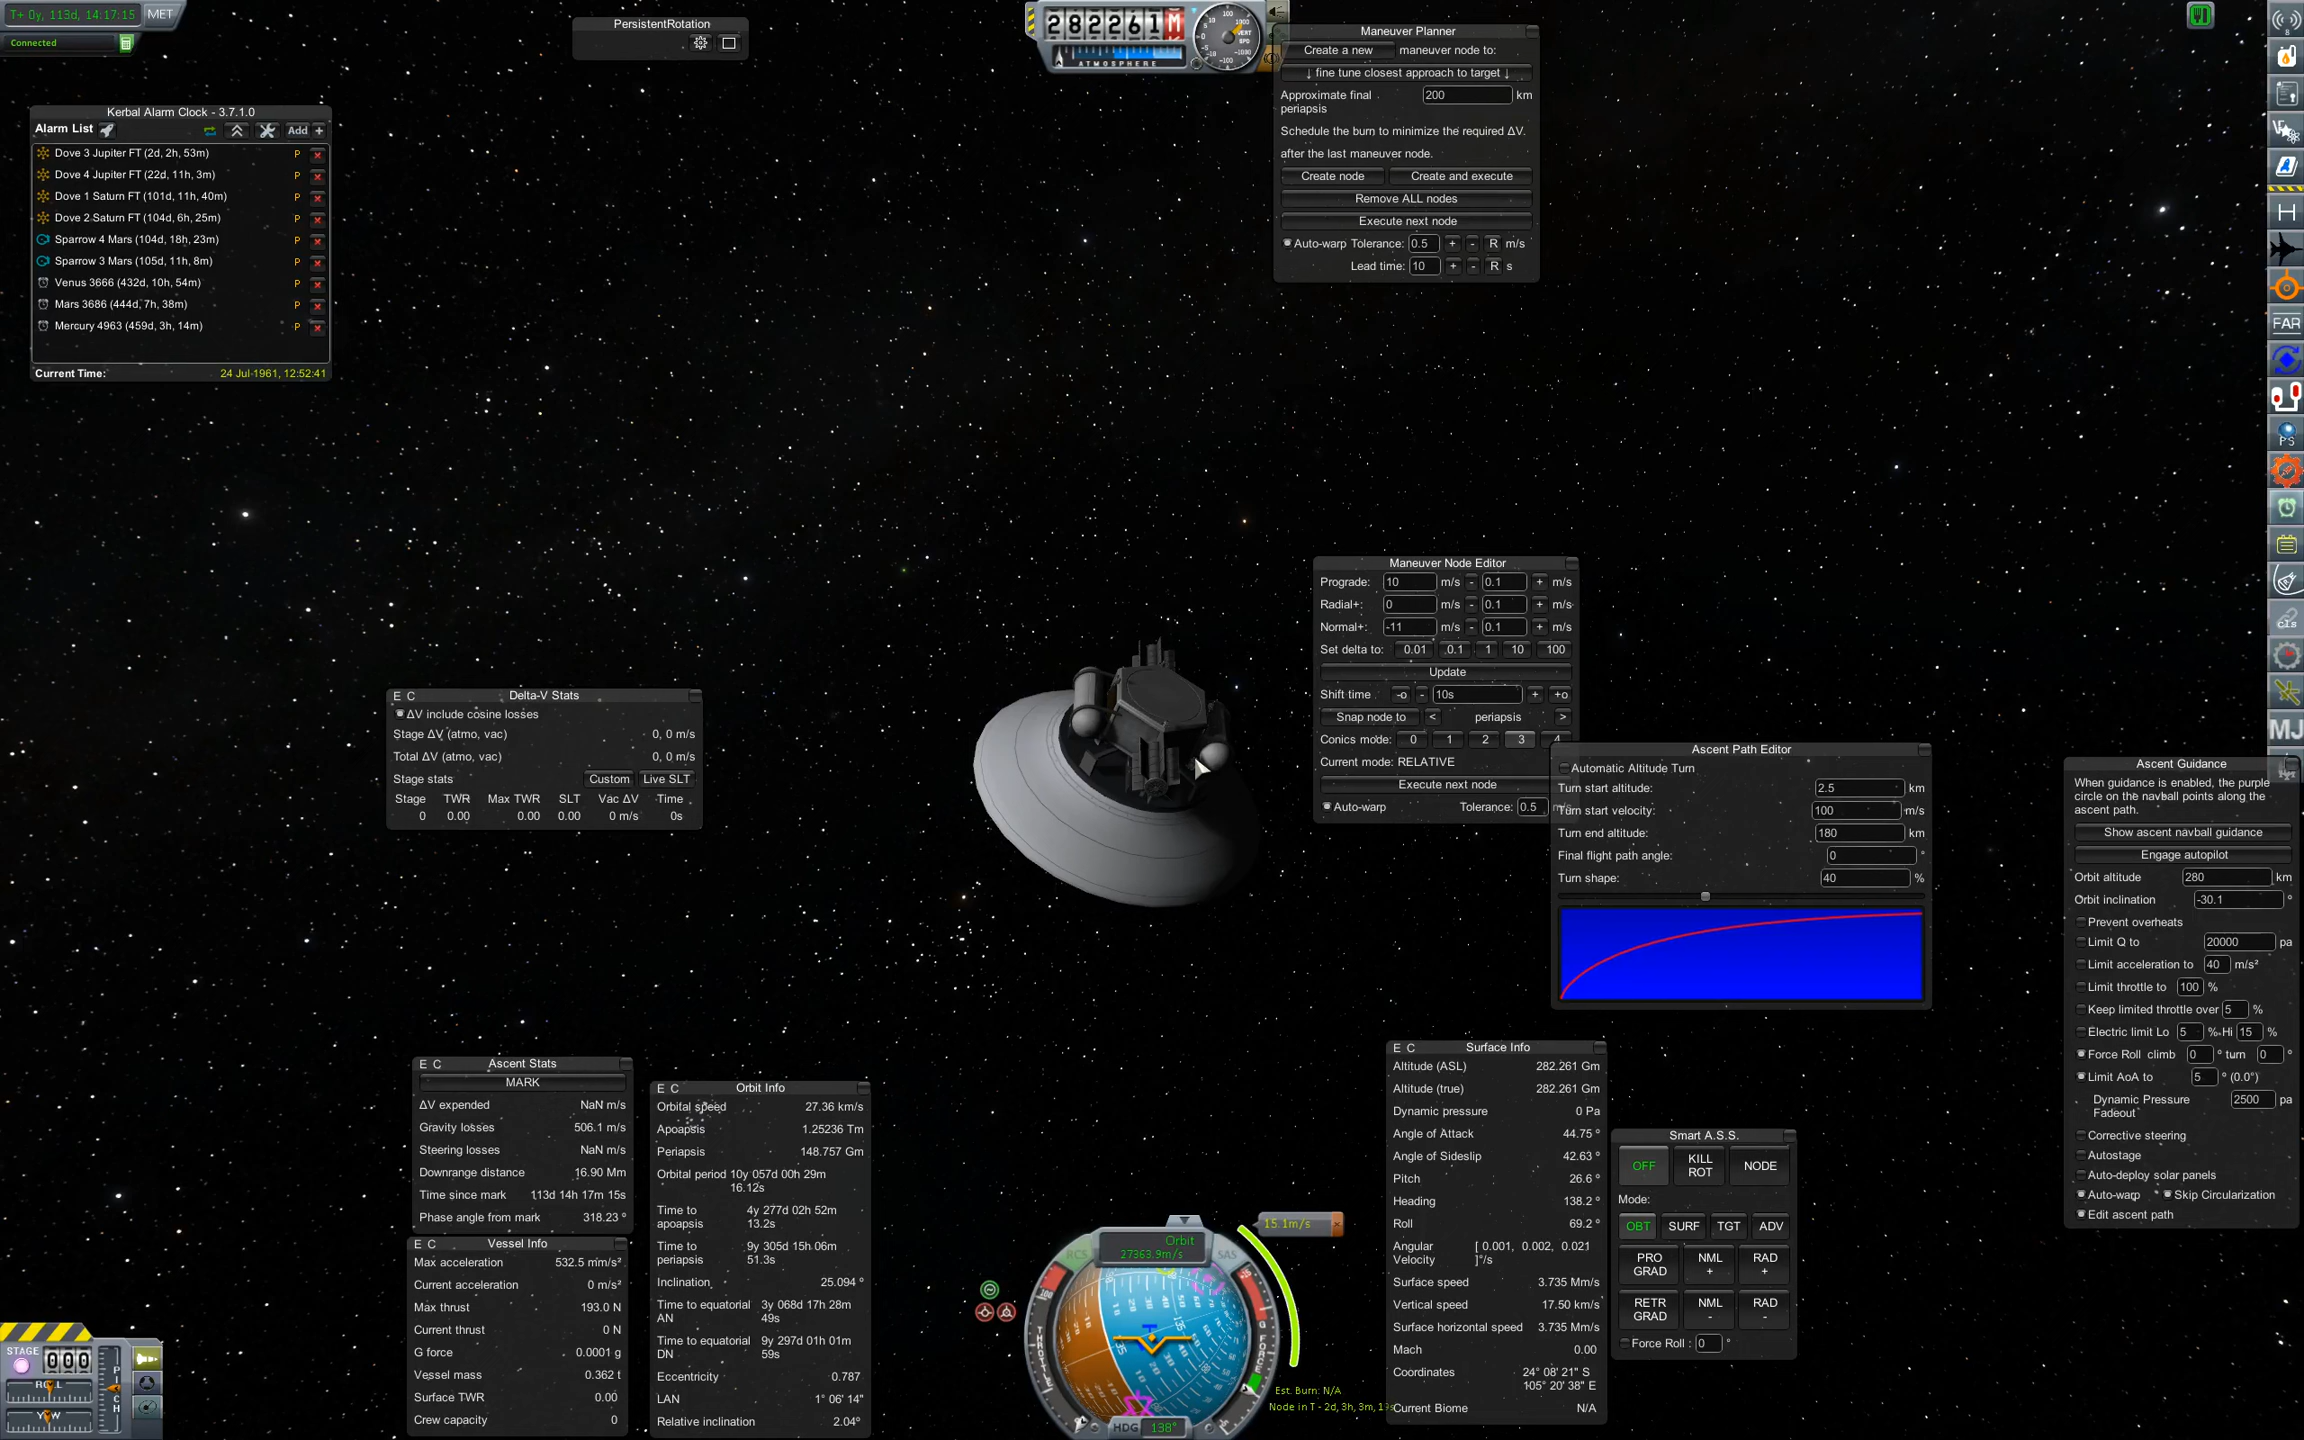 T+ 0y, 113d, 14:17:15 MET
Connected
PersistentRotation
282261M
ATMOSPHERE
Kerbal Alarm Clock - 3.7.1.0
Alarm List Add +
Dove 3 Jupiter FT (2d, 2h, 53m) P
Dove 4 Jupiter FT (22d, 11h, 3m) P
Dove 1 Saturn FT (101d, 11h, 40m) P
Dove 2 Saturn FT (104d, 6h, 25m) P
Sparrow 4 Mars (104d, 18h, 23m) P
Sparrow 3 Mars (105d, 11h, 8m) P
Venus 3666 (432d, 10h, 54m) P
Mars 3686 (444d, 7h, 38m) P
Mercury 4963 (459d, 3h, 14m) P
Current Time: 24 Jul 1961, 12:52:41
Maneuver Planner
Create a new maneuver node to:
↓ fine tune closest approach to target ↓
Approximate final periapsis 200 km
Schedule the burn to minimize the required ΔV.
after the last maneuver node.
Create node Create and execute
Remove ALL nodes
Execute next node
Auto-warp Tolerance: 0.5 + - R m/s
Lead time: 10 + - R s
Maneuver Node Editor
Prograde: 10 m/s - 0.1 + m/s
Radial+: 0 m/s - 0.1 + m/s
Normal+: -11 m/s - 0.1 + m/s
Set delta to: 0.01 0.1 1 10 100
Update
Shift time -o - 10s + +o
Snap node to < periapsis >
Conics mode: 0 1 2 3 4
Current mode: RELATIVE
Execute next node
Auto-warp Tolerance: 0.5
E C Delta-V Stats
ΔV include cosine losses
Stage ΔV (atmo, vac) 0, 0 m/s
Total ΔV (atmo, vac) 0, 0 m/s
Stage stats Custom Live SLT
Stage TWR Max TWR SLT Vac ΔV Time
0 0.00 0.00 0.00 0 m/s 0s
Ascent Path Editor
Automatic Altitude Turn
Turn start altitude: 2.5 km
Turn start velocity: 100 m/s
Turn end altitude: 180 km
Final flight path angle: 0 °
Turn shape: 40 %
Ascent Guidance
When guidance is enabled, the purple
circle on the navball points along the
ascent path.
Show ascent navball guidance
Engage autopilot
Orbit altitude 280 km
Orbit inclination -30.1 °
Prevent overheats
Limit Q to 20000 pa
Limit acceleration to 40 m/s²
Limit throttle to 100 %
Keep limited throttle over 5 %
Electric limit Lo 5 % Hi 15 %
Force Roll climb 0 ° turn 0 °
Limit AoA to 5 ° (0.0°)
Dynamic Pressure Fadeout 2500 pa
Corrective steering
Autostage
Auto-deploy solar panels
Auto-warp Skip Circularization
Edit ascent path
E C Ascent Stats
MARK
ΔV expended NaN m/s
Gravity losses 506.1 m/s
Steering losses NaN m/s
Downrange distance 16.90 Mm
Time since mark 113d 14h 17m 15s
Phase angle from mark 318.23 º
E C Vessel Info
Max acceleration 532.5 mm/s²
Current acceleration 0 m/s²
Max thrust 193.0 N
Current thrust 0 N
G force 0.0001 g
Vessel mass 0.362 t
Surface TWR 0.00
Crew capacity 0
E C Orbit Info
Orbital speed 27.36 km/s
Apoapsis 1.25236 Tm
Periapsis 148.757 Gm
Orbital period 10y 057d 00h 29m 16.12s
Time to apoapsis 4y 277d 02h 52m 13.2s
Time to periapsis 9y 305d 15h 06m 51.3s
Inclination 25.094 º
Time to equatorial AN 3y 068d 17h 28m 49s
Time to equatorial DN 9y 297d 01h 01m 59s
Eccentricity 0.787
LAN 1° 06' 14"
Relative inclination 2.04º
E C Surface Info
Altitude (ASL) 282.261 Gm
Altitude (true) 282.261 Gm
Dynamic pressure 0 Pa
Angle of Attack 44.75 º
Angle of Sideslip 42.63 º
Pitch 26.6 º
Heading 138.2 º
Roll 69.2 º
Angular Velocity [ 0.001, 0.002, 0.021 ]°/s
Surface speed 3.735 Mm/s
Vertical speed 17.50 km/s
Surface horizontal speed 3.735 Mm/s
Mach 0.00
Coordinates 24° 08' 21" S
105° 20' 38" E
Current Biome N/A
Smart A.S.S.
OFF KILL ROT NODE
Mode:
OBT SURF TGT ADV
PRO GRAD NML + RAD +
RETR GRAD NML - RAD -
Force Roll : 0 °
Orbit
27363.9m/s
RCS SAS
15.1m/s
THROTTLE
G FORCE
HDG 138°
Est. Burn: N/A
Node in T - 2d, 3h, 3m,
STAGE 000
ROLL
YAW
PITCH
FAR
PS
cls
MJ